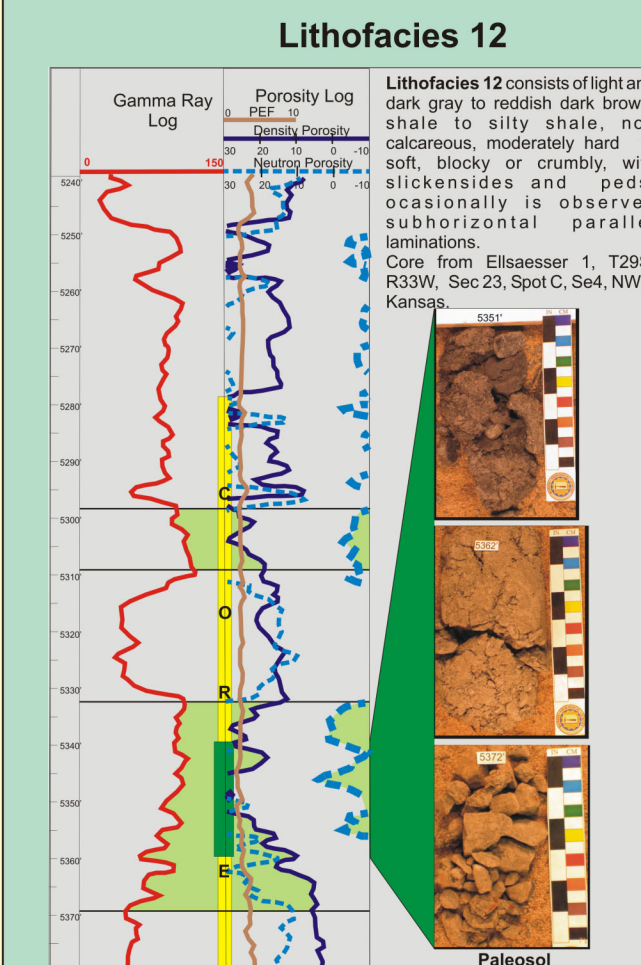 Lithofacies 12
Gamma Ray
Log
Porosity Log
0 PEF 10
Density Porosity
30 20 10 0 -10
Neutron Porosity
30 20 10 0 -10
0 150
5240'
5250'
5260'
5270'
5280'
5290'
5300'
5310'
5320'
5330'
5340'
5350'
5360'
5370'
C
O
R
E
Lithofacies 12 consists of light an
dark gray to reddish dark brow
shale to silty shale, no
calcareous, moderately hard
soft, blocky or crumbly, wi
slickensides and peds
ocasionally is observe
subhorizontal paralle
laminations.
Core from Ellsaesser 1, T29S
R33W, Sec 23, Spot C, Se4, NW
Kansas.
5351'
IN CM
5362'
IN CM
5372'
IN CM
Paleosol